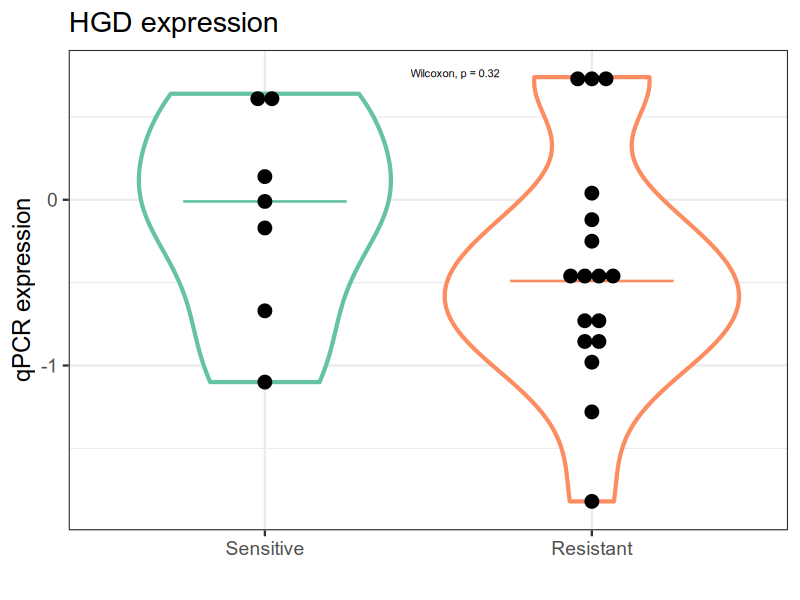 HGD expression
Wilcoxon, p = 0.32
qPCR expression
0
-1
Sensitive
Resistant